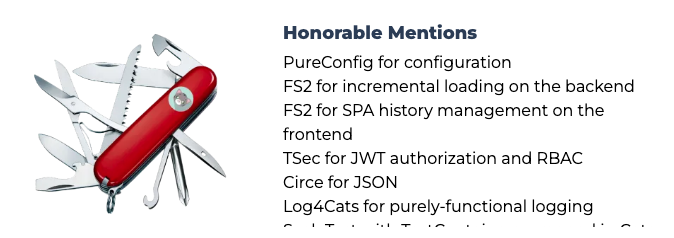 Honorable Mentions
PureConfig for configuration
FS2 for incremental loading on the backend
FS2 for SPA history management on the
frontend
TSec for JWT authorization and RBAC
Circe for JSON
Log4Cats for purely-functional logging